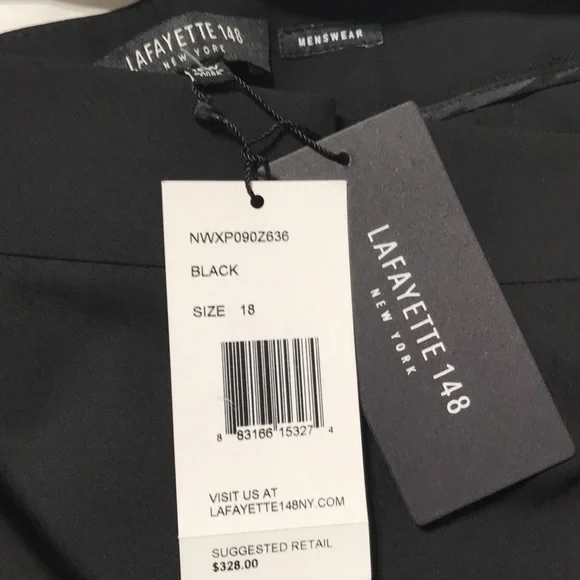 LAFAYETTE 148
NEW YORK
MENSWEAR
NWXP090Z636
BLACK
SIZE 18
8 83166 15327 4
VISIT US AT
LAFAYETTE148NY.COM
SUGGESTED RETAIL
$328.00
LAFAYETTE 148
NEW YORK